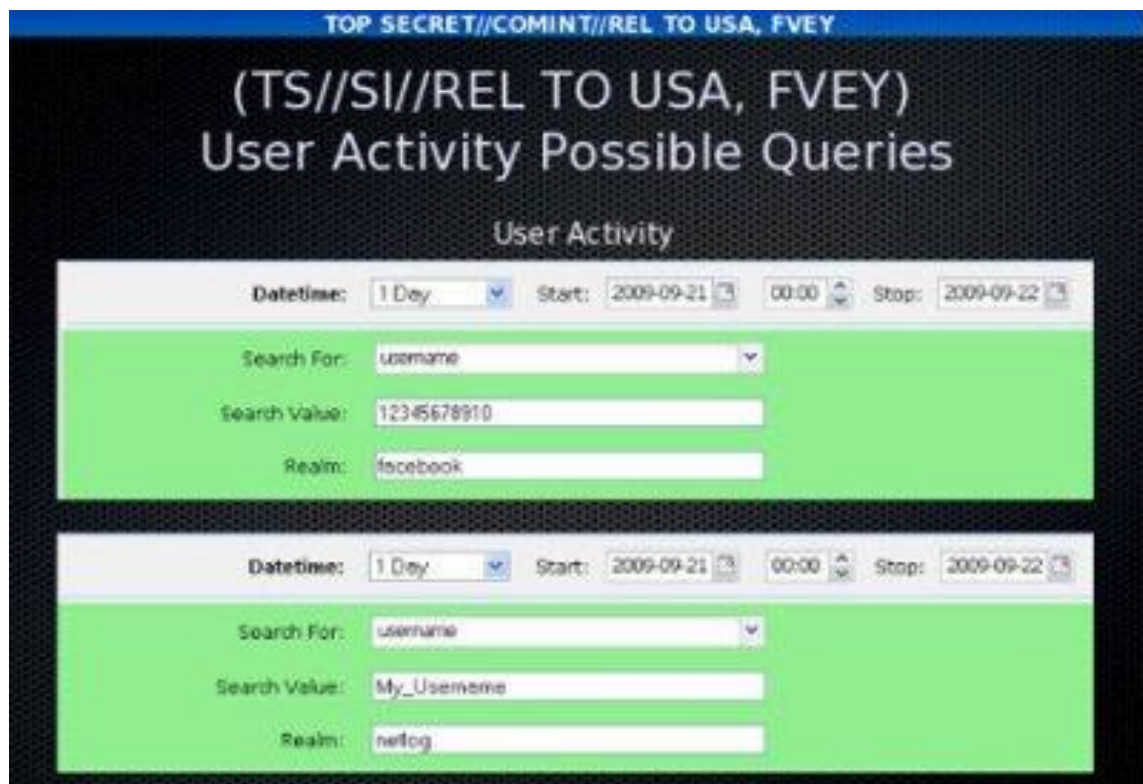 TOP SECRET//COMINT//REL TO USA, FVEY
(TS//SI//REL TO USA, FVEY)
User Activity Possible Queries
User Activity
Datetime: 1 Day Start: 2009-09-21 00:00 Stop: 2009-09-22
Search For: username
Search Value: 12345678910
Realm: facebook
Datetime: 1 Day Start: 2009-09-21 00:00 Stop: 2009-09-22
Search For: username
Search Value: My_Username
Realm: netlog